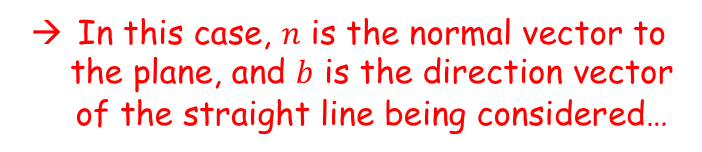 → In this case, n is the normal vector to
the plane, and b is the direction vector
of the straight line being considered…